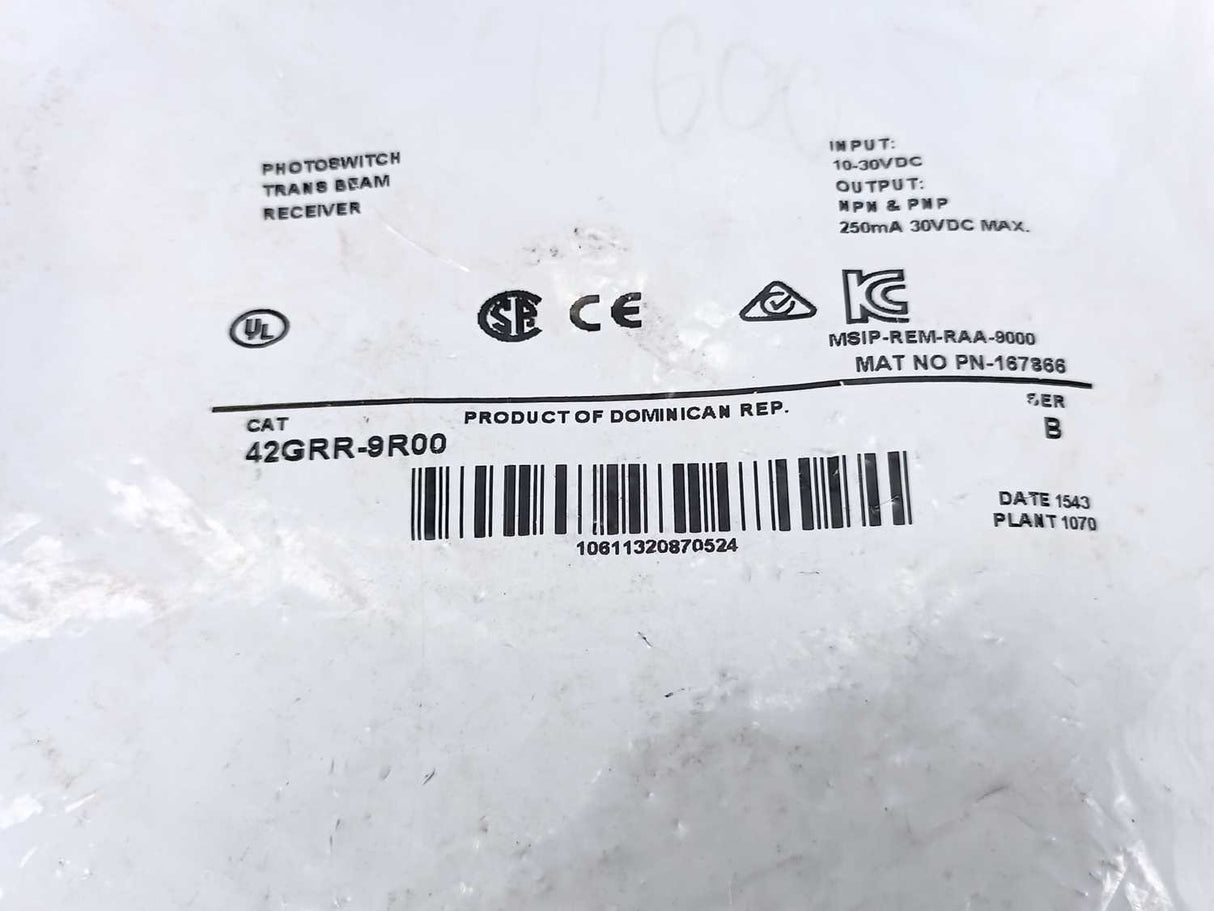 PHOTOSWITCH
TRANS BEAM
RECEIVER
INPUT:
10-30VDC
OUTPUT:
NPN & PNP
250mA 30VDC MAX.
UL
CE
MSIP-REM-RAA-9000
MAT NO PN-167866
CAT
42GRR-9R00
PRODUCT OF DOMINICAN REP.
SER
B
10611320870524
DATE 1543
PLANT 1070